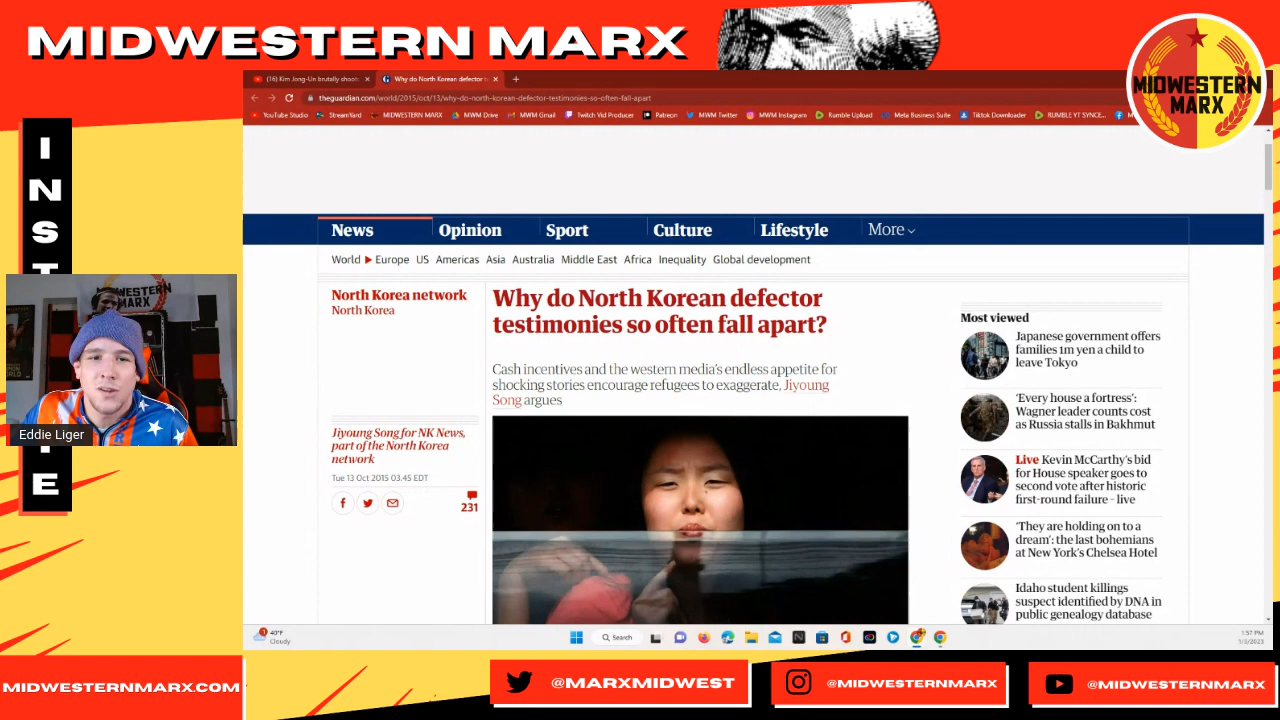 MIDWESTERN MARX
MIDWESTERN
MARX
(16) Kim Jong-Un brutally shoots
Why do North Korean defector t
theguardian.com/world/2015/oct/13/why-do-north-korean-defector-testimonies-so-often-fall-apart
YouTube Studio StreamYard MIDWESTERN MARX MWM Drive MWM Gmail Twitch Vid Producer Patreon MWM Twitter MWM Instagram Rumble Upload Meta Business Suite Tiktok Downloader RUMBLE YT SYNCE...
I
N
S
T
E
News Opinion Sport Culture Lifestyle More
World Europe US Americas Asia Australia Middle East Africa Inequality Global development
North Korea network
North Korea
Why do North Korean defector
testimonies so often fall apart?
Cash incentives and the western media's endless appetite for
shocking stories encourage refugees to exaggerate, Jiyoung
Song argues
Jiyoung Song for NK News,
part of the North Korea
network
Tue 13 Oct 2015 03.45 EDT
231
Most viewed
Japanese government offers
families 1m yen a child to
leave Tokyo
'Every house a fortress':
Wagner leader counts cost
as Russia stalls in Bakhmut
Live Kevin McCarthy's bid
for House speaker goes to
second vote after historic
first-round failure – live
'They are holding on to a
dream': the last bohemians
at New York's Chelsea Hotel
Idaho student killings
suspect identified by DNA in
public genealogy database
MIDWESTERN
MARX
Eddie Liger
40°F
Cloudy
Search
1:57 PM
1/3/2023
MIDWESTERNMARX.COM
@MARXMIDWEST
@MIDWESTERNMARX
@MIDWESTERNMARX